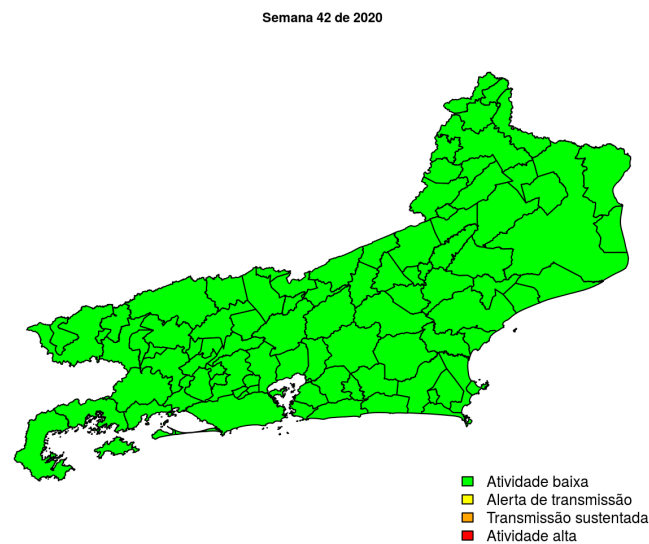 Semana 42 de 2020
Atividade baixa
Alerta de transmissão
Transmissão sustentada
Atividade alta